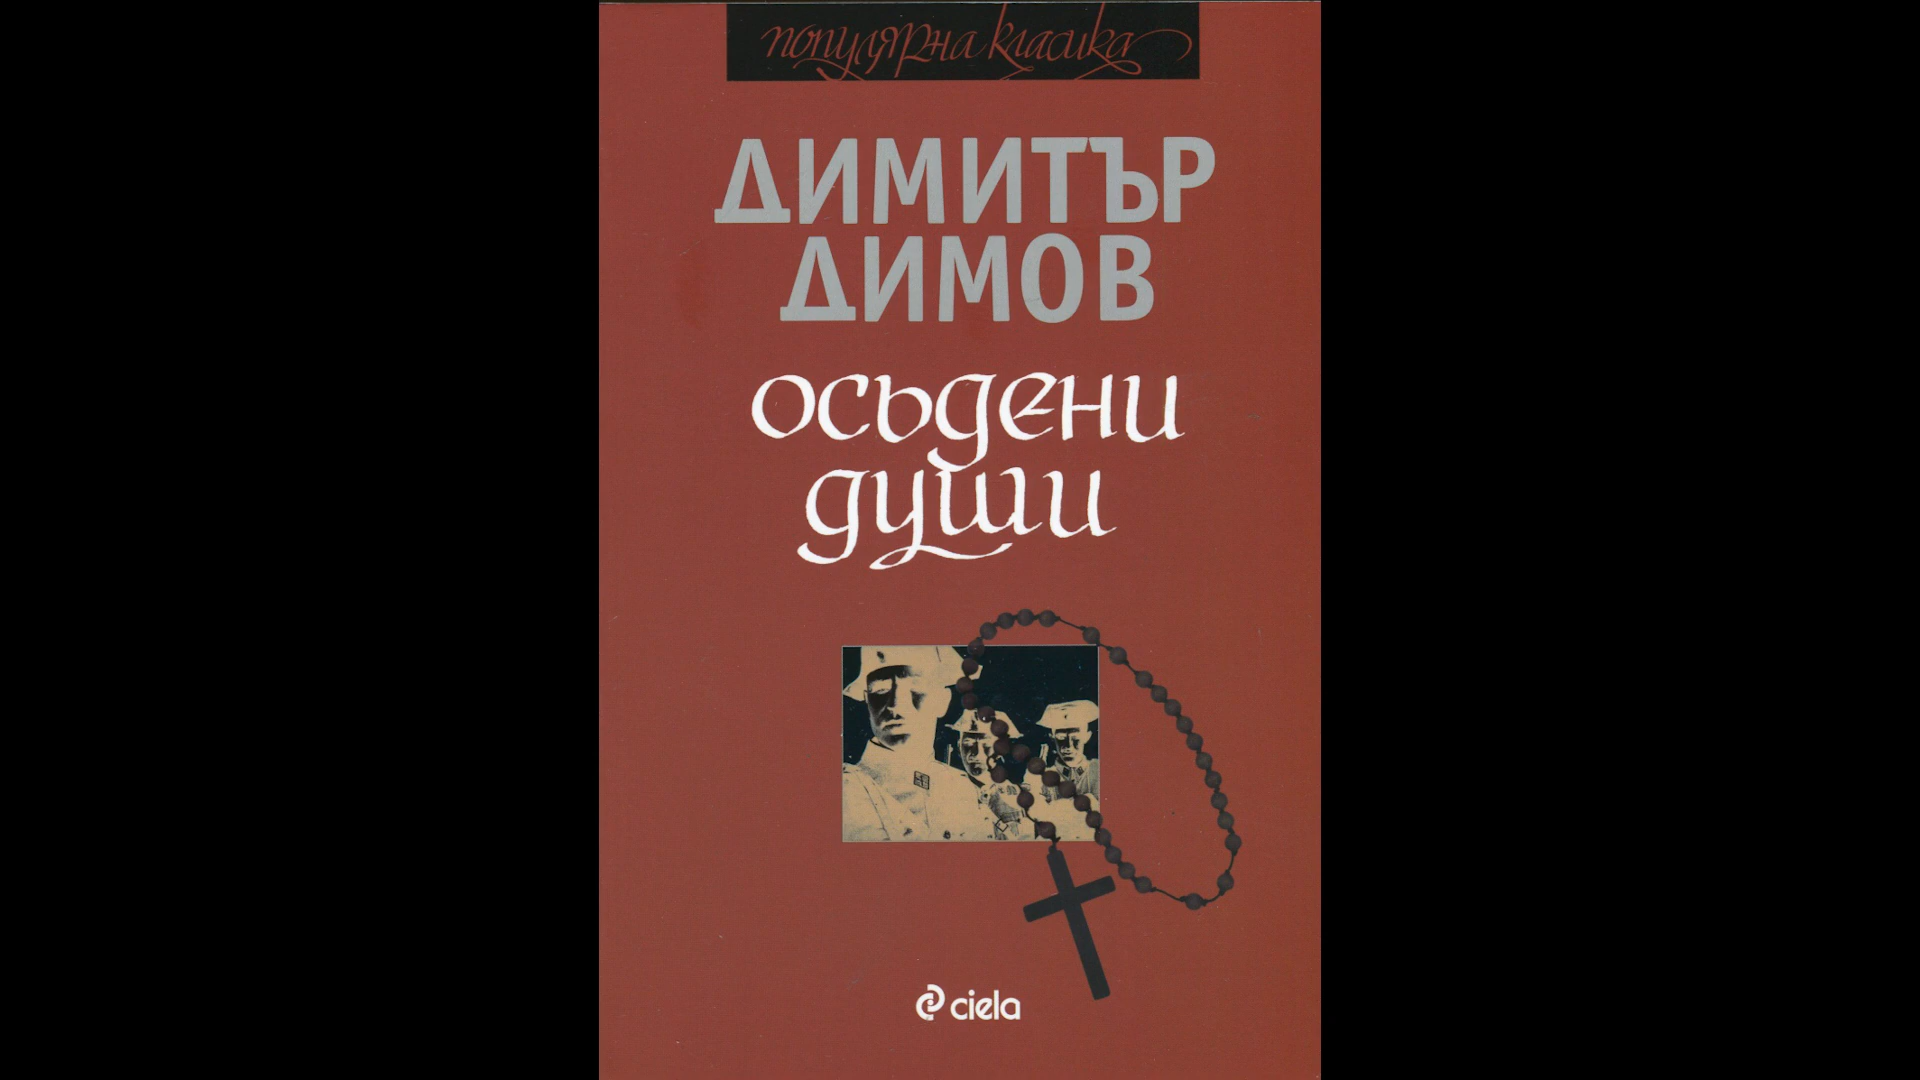 популярна класика
ДИМИТЪР
ДИМОВ
осъдени
души
ciela